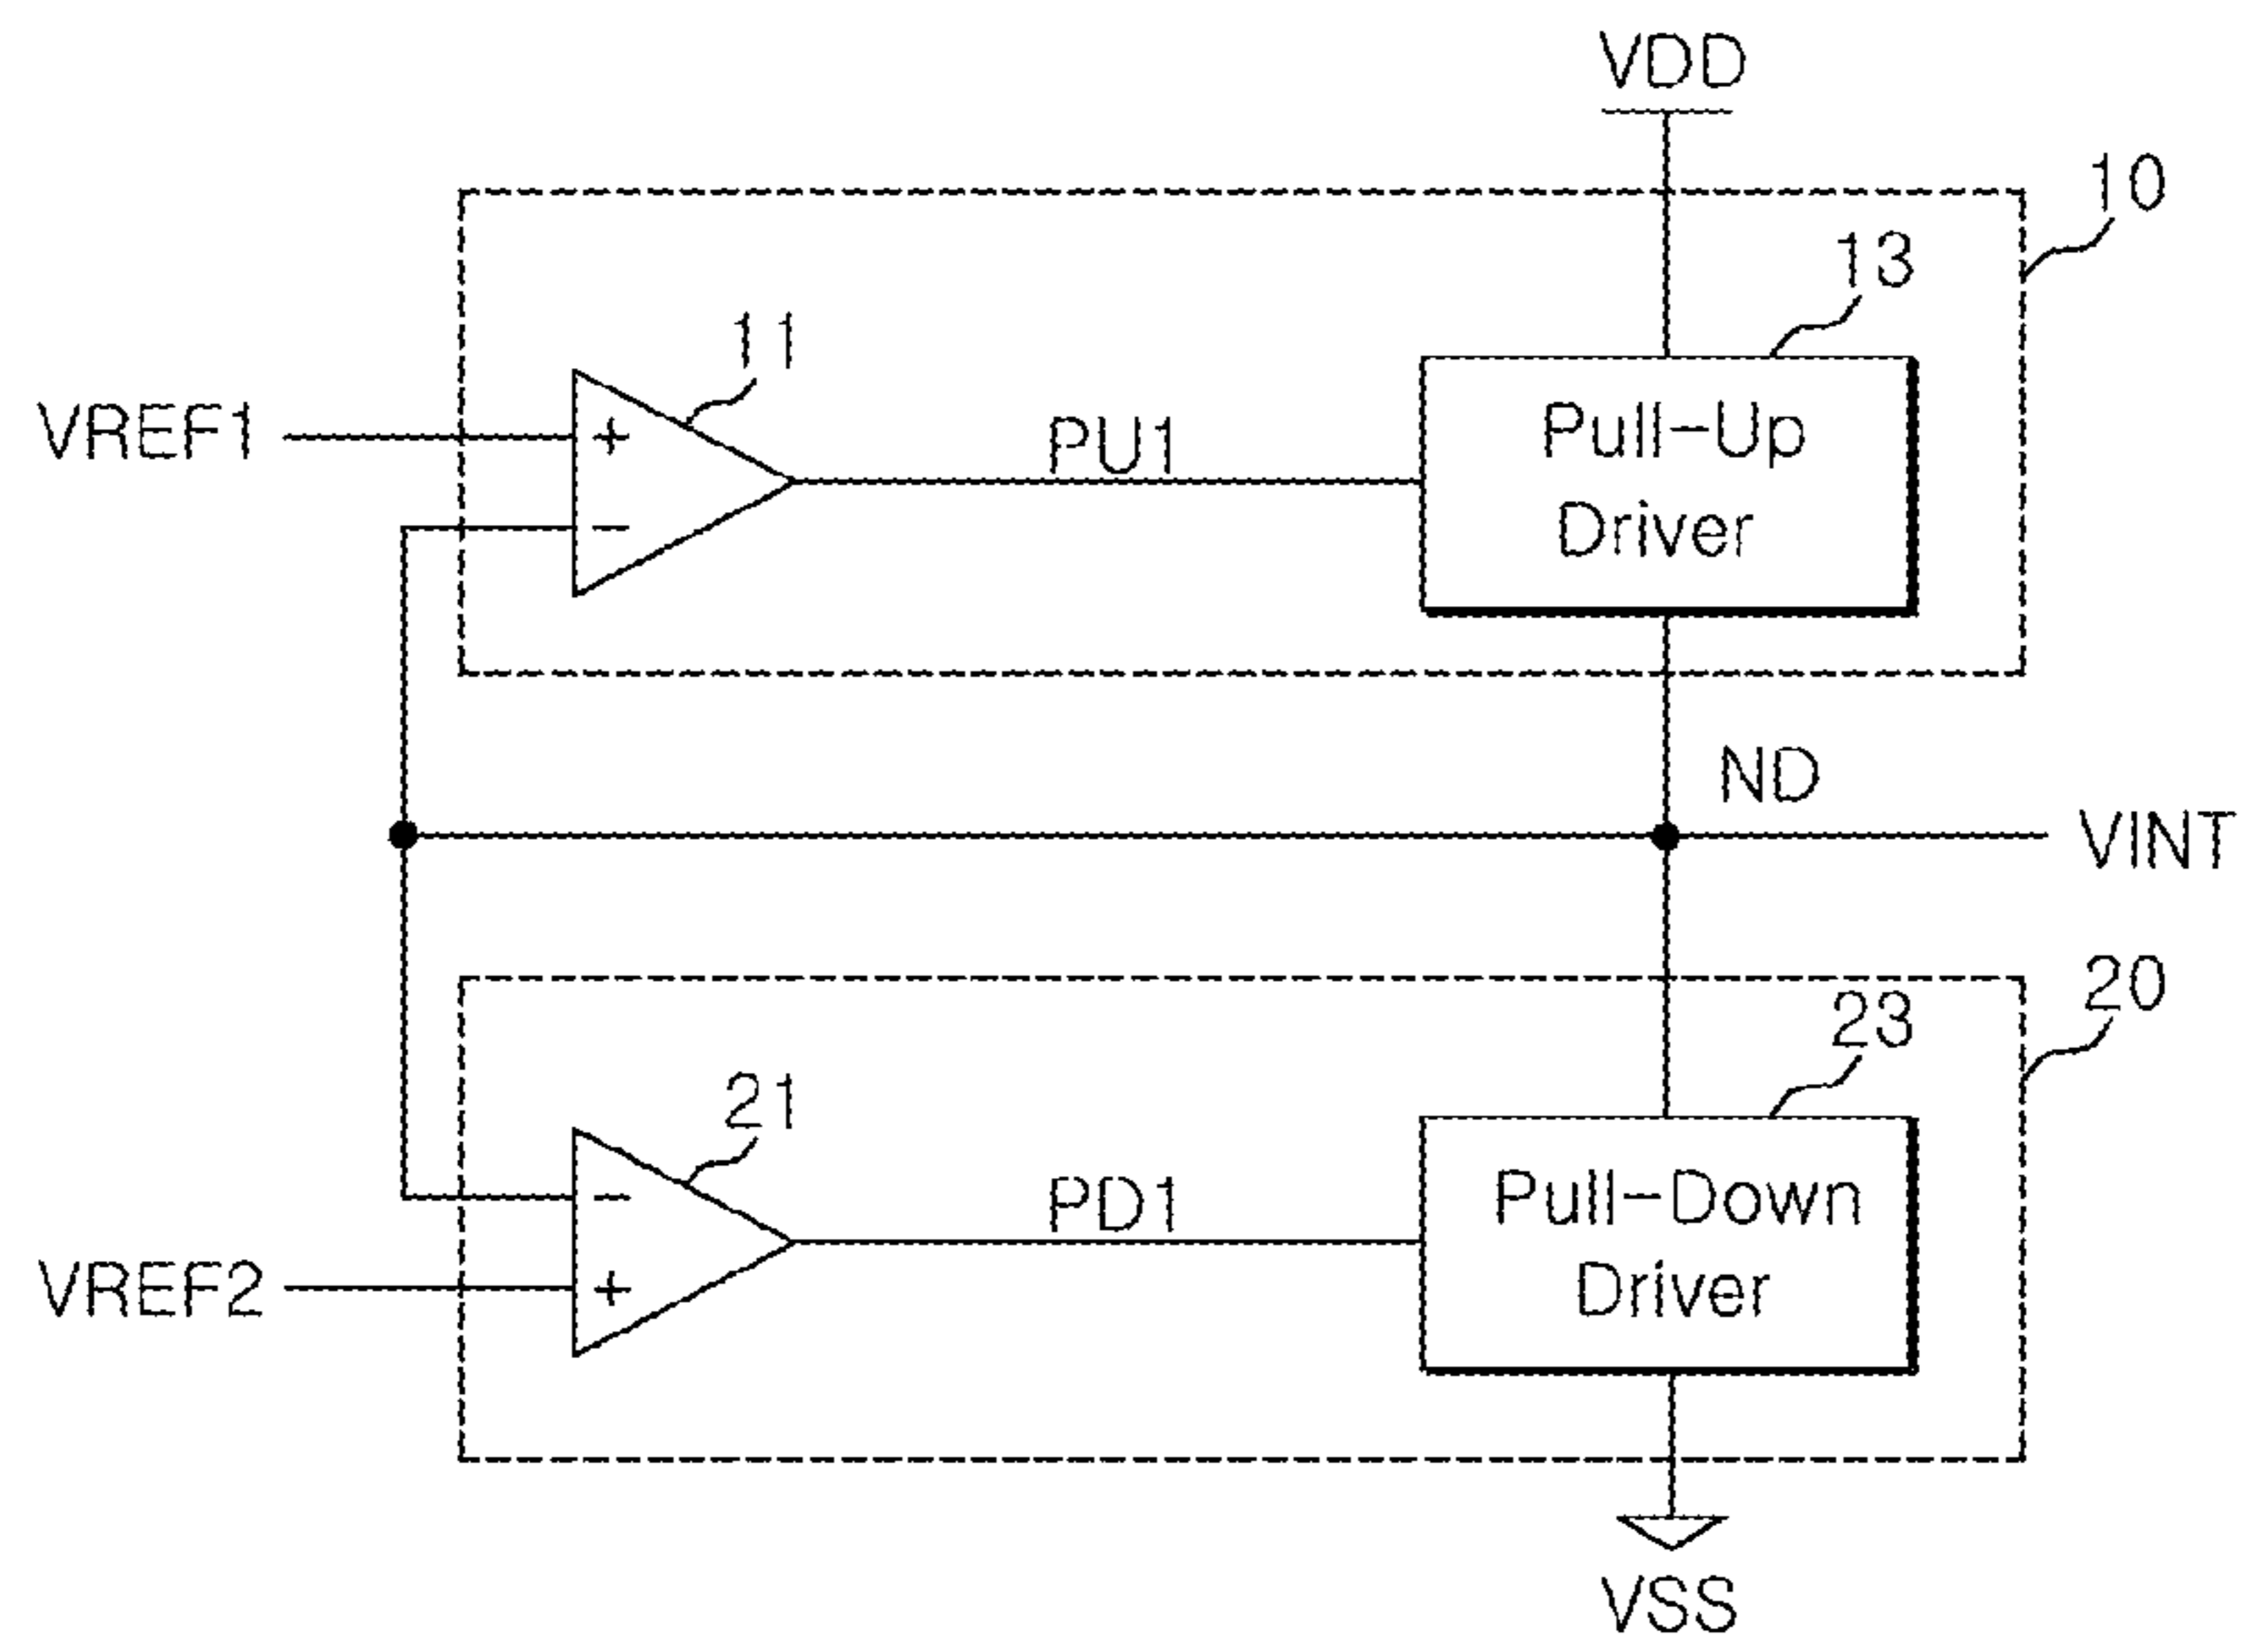 VDD
10
13
11
VREF1
+
PU1
Pull-Up
Driver
−
ND
VINT
20
23
21
−
PD1
Pull-Down
Driver
VREF2
+
VSS